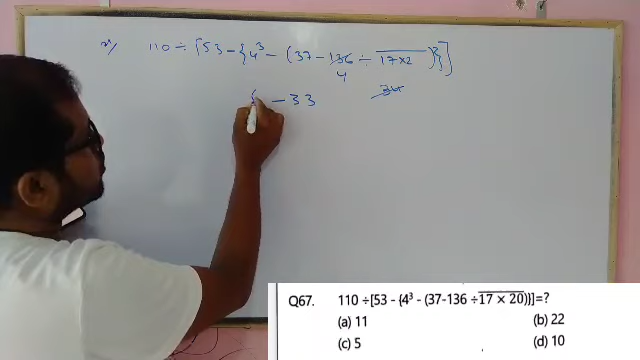 110 ÷ [53 - {4³ - (37 - 136 ÷ 17×2)}]
4
34
{ - 33
Q67. 110 ÷[53 - {4³ - (37-136 ÷17 × 20)}]=?
(a) 11 (b) 22
(c) 5 (d) 10